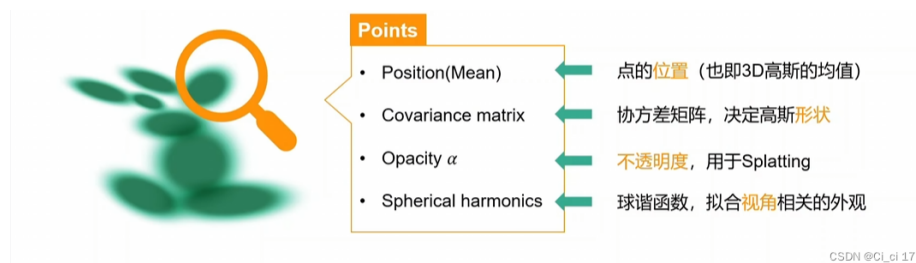 Points
• Position(Mean)
点的位置（也即3D高斯的均值）
• Covariance matrix
协方差矩阵，决定高斯形状
• Opacity α
不透明度，用于Splatting
• Spherical harmonics
球谐函数，拟合视角相关的外观
CSDN @Ci_ci 17